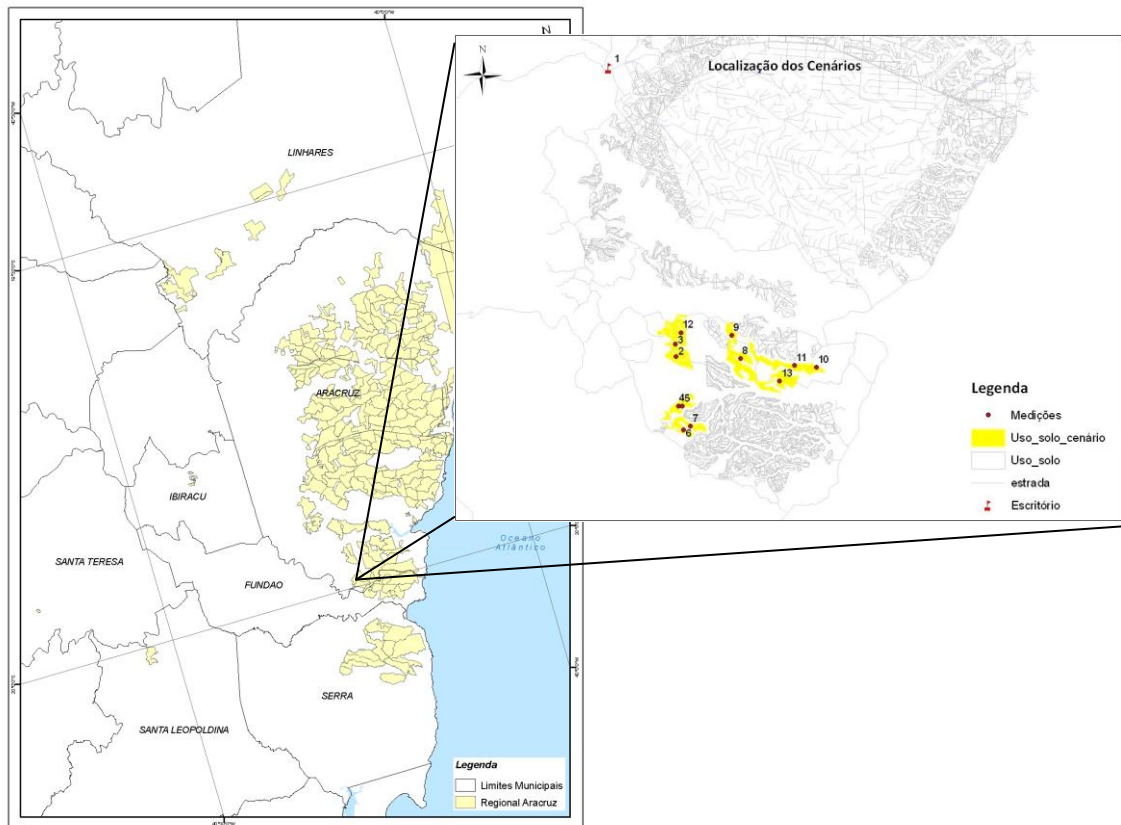 N
LINHARES
ARACRUZ
IBIRACU
SANTA TERESA
FUNDAO
SERRA
SANTA LEOPOLDINA
Oceano
Atlântico
Legenda
Limites Municipais
Regional Aracruz
N
Localização dos Cenários
1
12
3
2
9
8
11
10
13
45
7
6
Legenda
Medições
Uso_solo_cenário
Uso_solo
estrada
Escritório